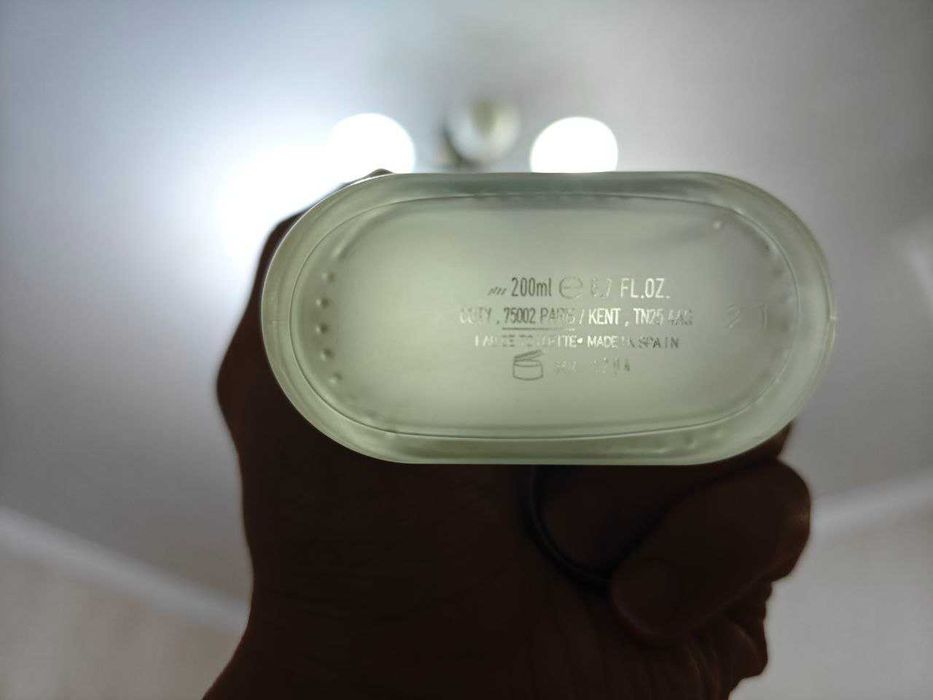 200ml ℮ 6.7 FL.OZ.
COTY, 75002 PARIS / KENT, TN25 4AG
EAU DE TOILETTE • MADE IN SPAIN